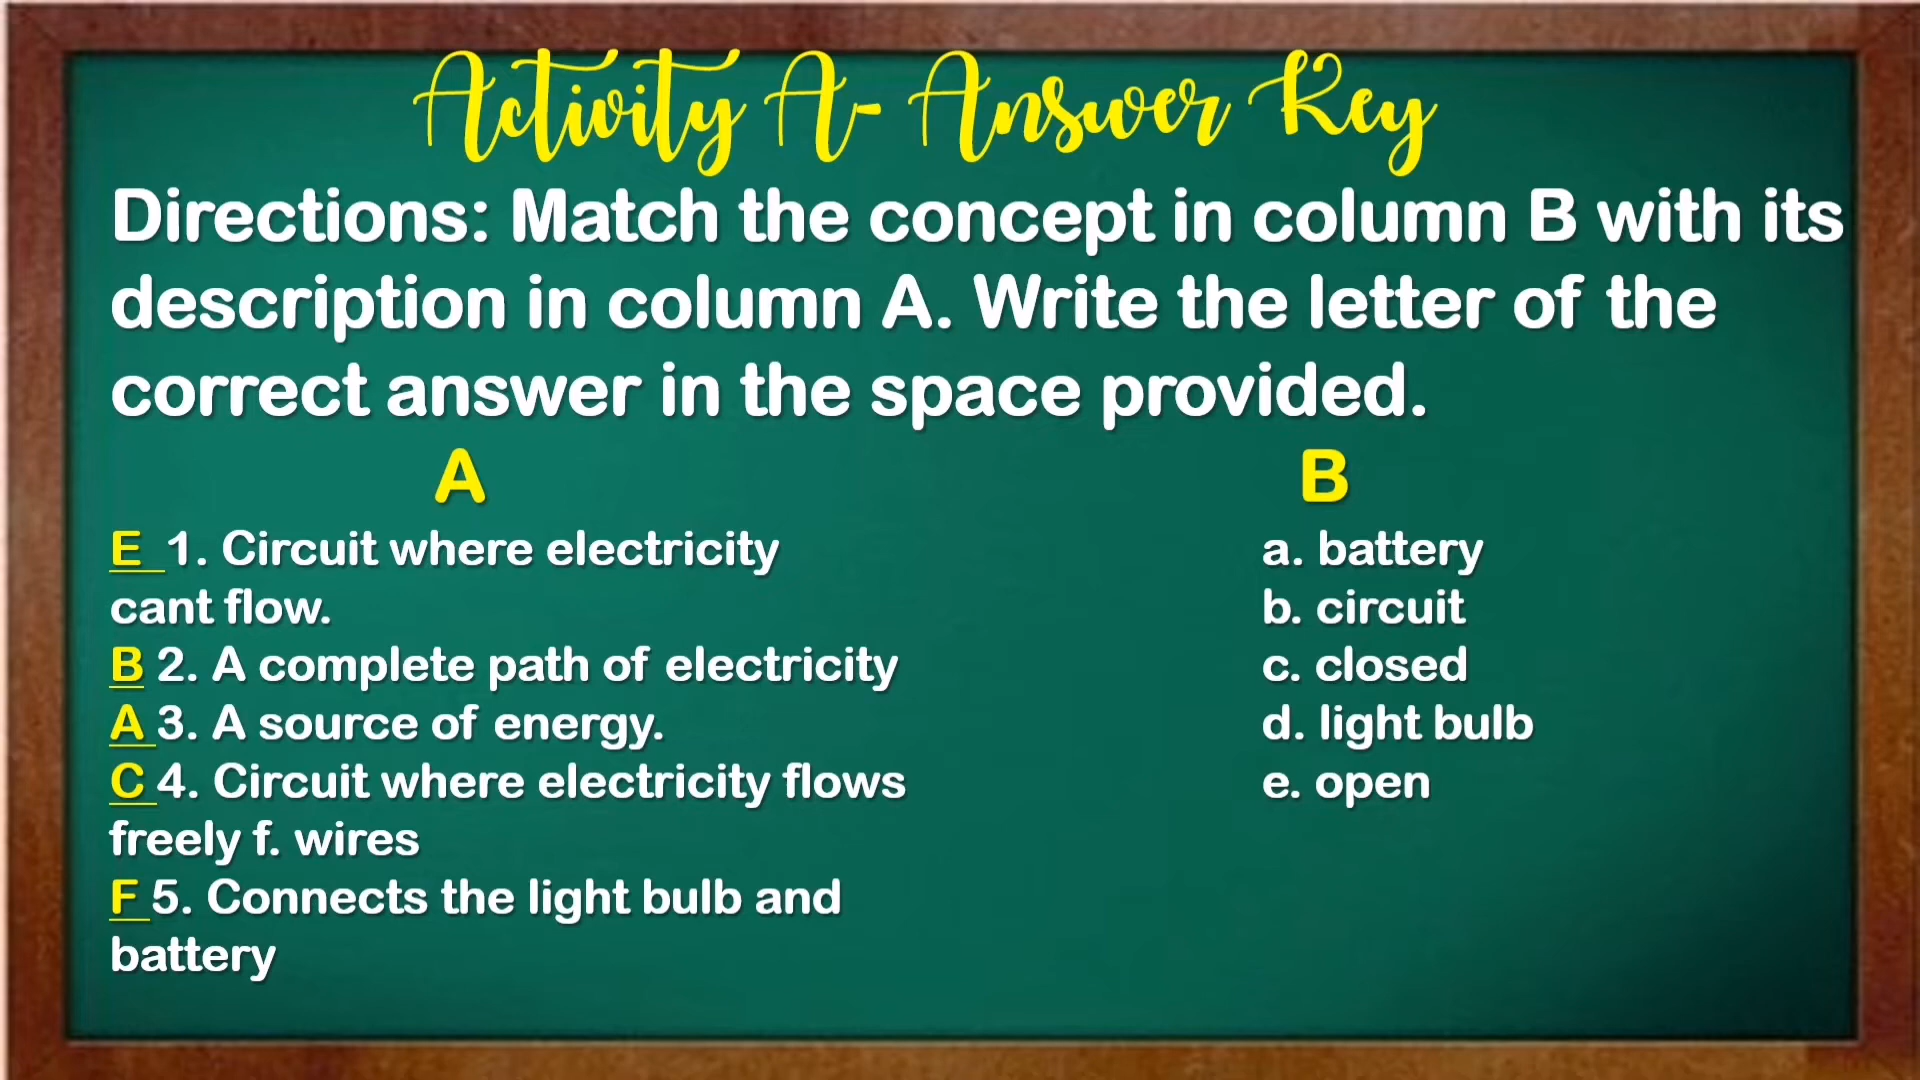 Activity A- Answer Key
Directions: Match the concept in column B with its
description in column A. Write the letter of the
correct answer in the space provided.
A
E 1. Circuit where electricity
cant flow.
B 2. A complete path of electricity
A 3. A source of energy.
C 4. Circuit where electricity flows
freely f. wires
F 5. Connects the light bulb and
battery
B
a. battery
b. circuit
c. closed
d. light bulb
e. open